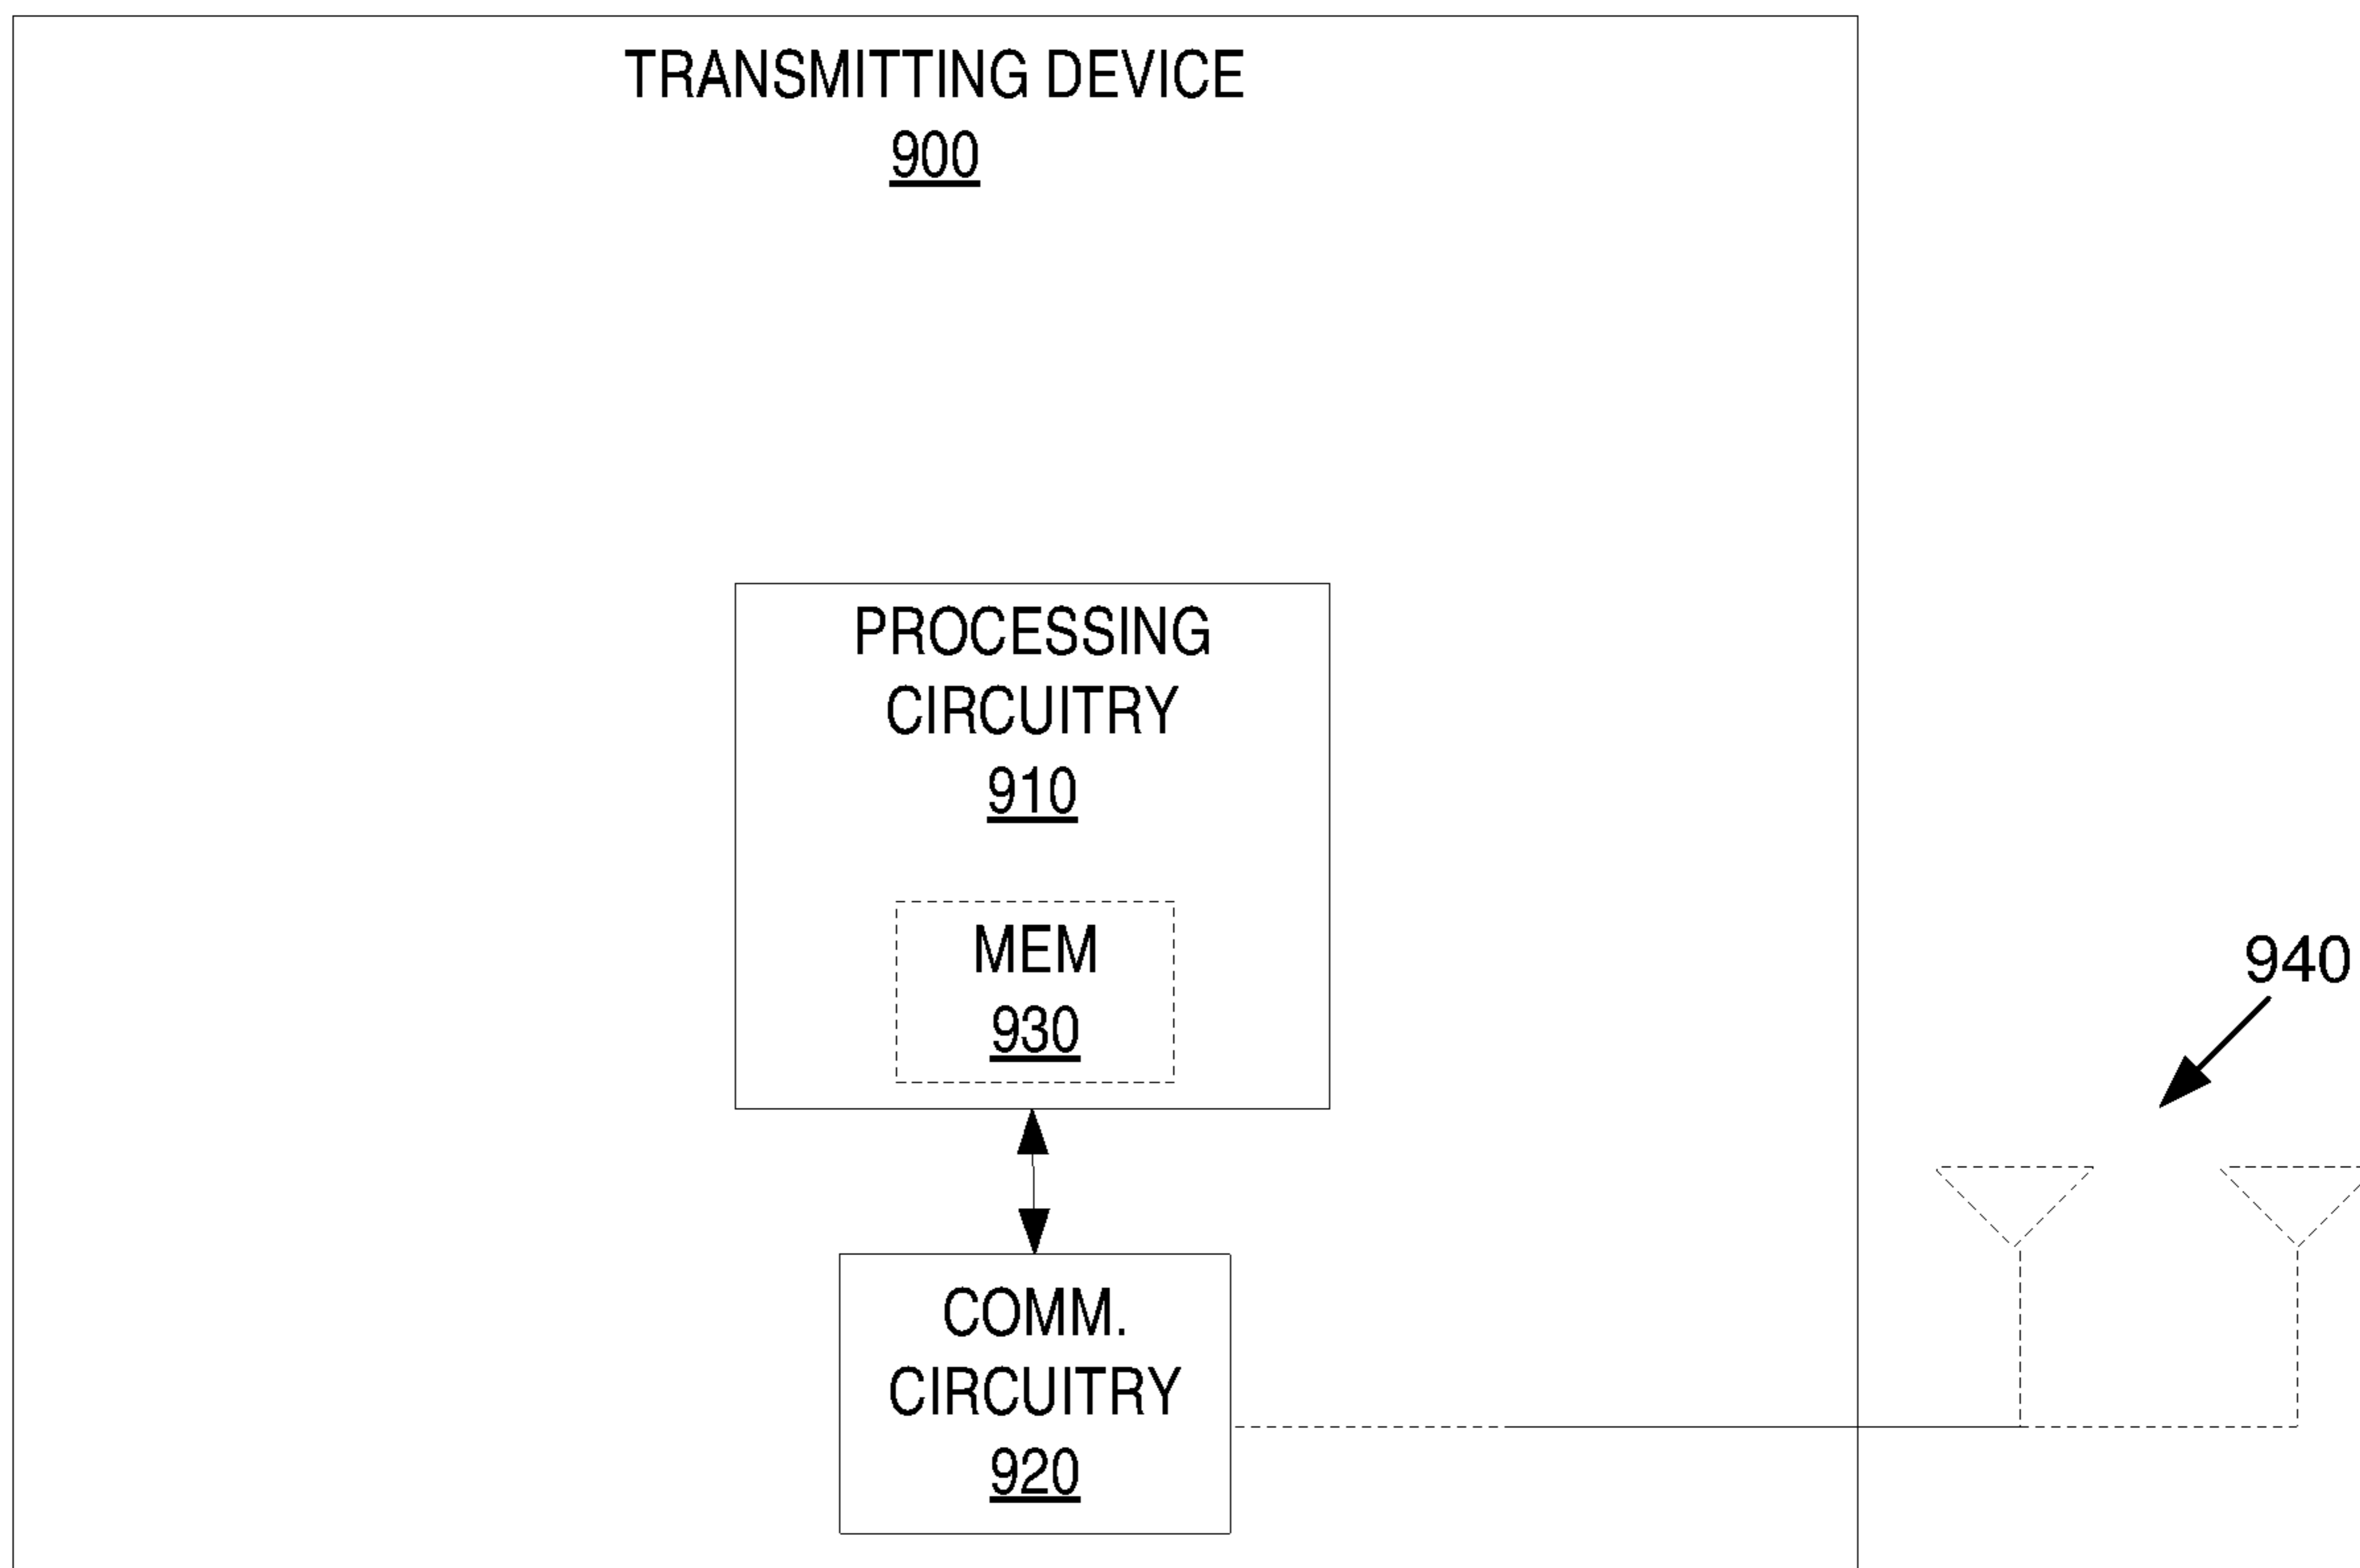 TRANSMITTING DEVICE
900
PROCESSING
CIRCUITRY
910
MEM
930
940
COMM.
CIRCUITRY
920